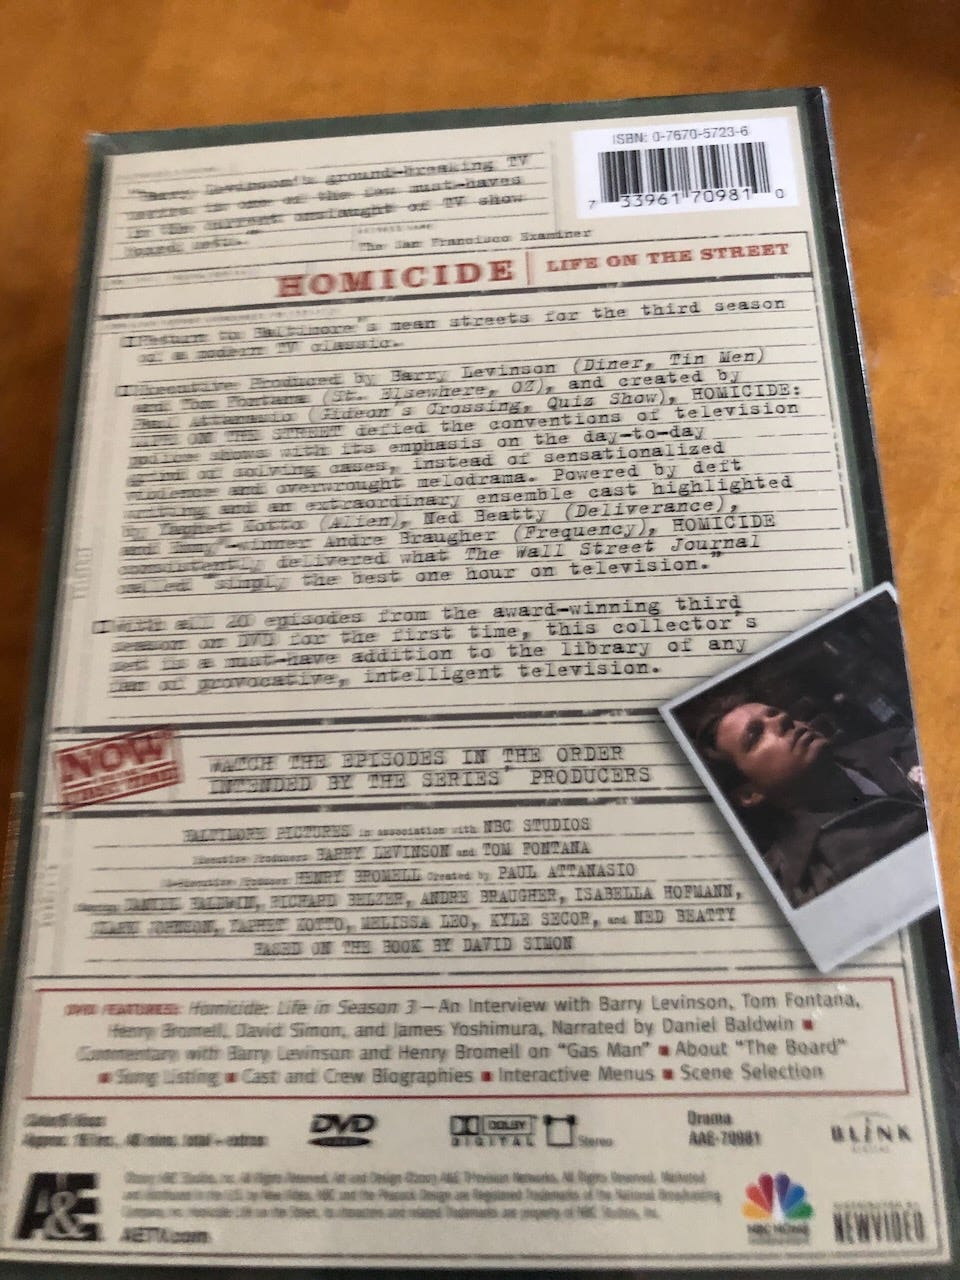 ISBN: 0-7670-5723-6
7 33961 70981 0
"Barry Levinson's ground-breaking TV
series is one of the few must-haves
in the current onslaught of TV show
boxed sets."
The San Francisco Examiner
HOMICIDE | LIFE ON THE STREET
Return to Baltimore's mean streets for the third season
of a modern TV classic.
Executive Produced by Barry Levinson (Diner, Tin Men)
and Tom Fontana (St. Elsewhere, OZ), and created by
Paul Attanasio (Gideon's Crossing, Quiz Show), HOMICIDE:
LIFE ON THE STREET defied the conventions of television
police shows with its emphasis on the day-to-day
grind of solving cases, instead of sensationalized
violence and overwrought melodrama. Powered by deft
writing and an extraordinary ensemble cast highlighted
by Yaphet Kotto (Alien), Ned Beatty (Deliverance),
and Emmy®-winner Andre Braugher (Frequency), HOMICIDE
consistently delivered what The Wall Street Journal
called "simply the best one hour on television."
With all 20 episodes from the award-winning third
season on DVD for the first time, this collector's
set is a must-have addition to the library of any
fan of provocative, intelligent television.
NOW
WATCH THE EPISODES IN THE ORDER
INTENDED BY THE SERIES' PRODUCERS
BALTIMORE PICTURES in association with NBC STUDIOS
Executive Producers BARRY LEVINSON and TOM FONTANA
Co-Executive Producer HENRY BROMELL Created by PAUL ATTANASIO
Starring DANIEL BALDWIN, RICHARD BELZER, ANDRE BRAUGHER, ISABELLA HOFMANN,
CLARK JOHNSON, YAPHET KOTTO, MELISSA LEO, KYLE SECOR, and NED BEATTY
BASED ON THE BOOK BY DAVID SIMON
DVD FEATURES: Homicide: Life in Season 3 — An Interview with Barry Levinson, Tom Fontana,
Henry Bromell, David Simon, and James Yoshimura, Narrated by Daniel Baldwin ■
Commentary with Barry Levinson and Henry Bromell on "Gas Man" ■ About "The Board"
■ Song Listing ■ Cast and Crew Biographies ■ Interactive Menus ■ Scene Selection
Approx. 15 hrs., 40 mins. total + extras
DVD
DOLBY
DIGITAL
Stereo
Drama
AAE-70981
BLINK
DIGITAL
A&E
AETV.com
NBC HOME
DISTRIBUTED BY
NEWVIDEO